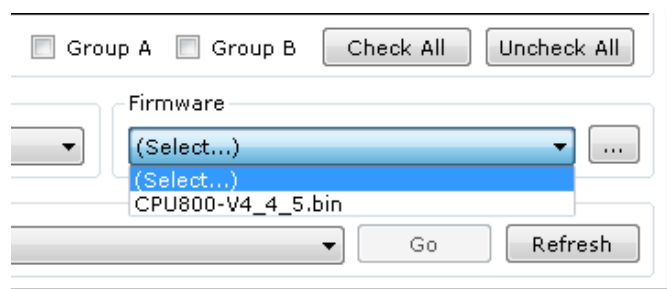 Group A Group B Check All Uncheck All
Firmware
(Select...) ...
(Select...)
CPU800-V4_4_5.bin
Go Refresh